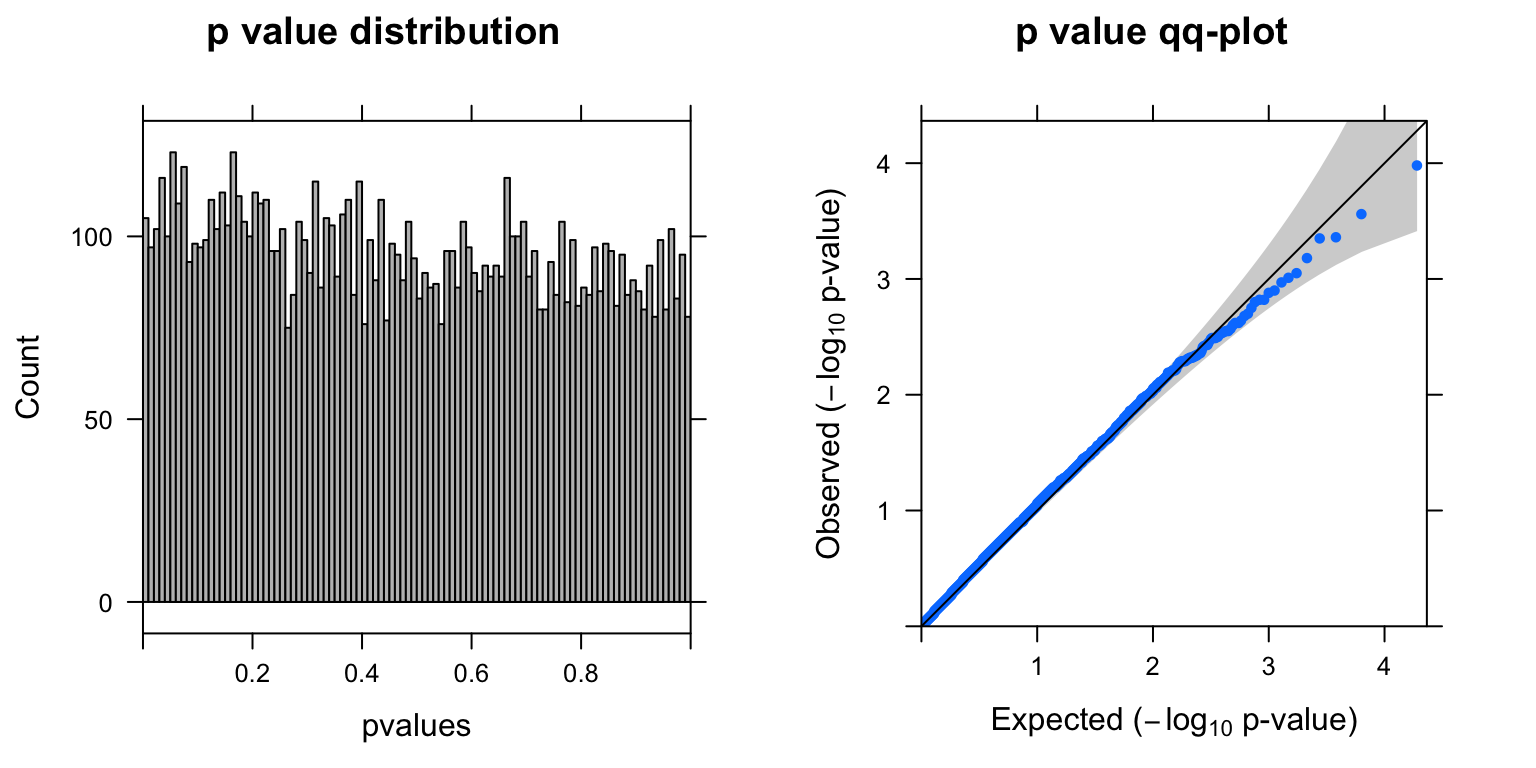 p value distribution
Count
100
50
0
0.2 0.4 0.6 0.8
pvalues
p value qq-plot
Observed (−log10 p-value)
4
3
2
1
1 2 3 4
Expected (−log10 p-value)